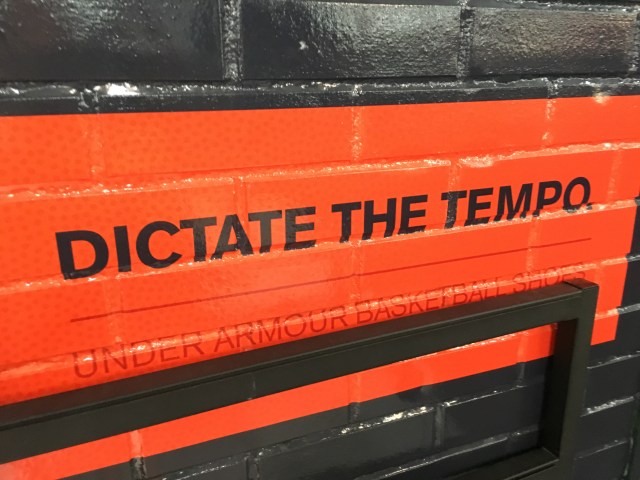 DICTATE THE TEMPO
UNDER ARMOUR BASKETBALL SHOES